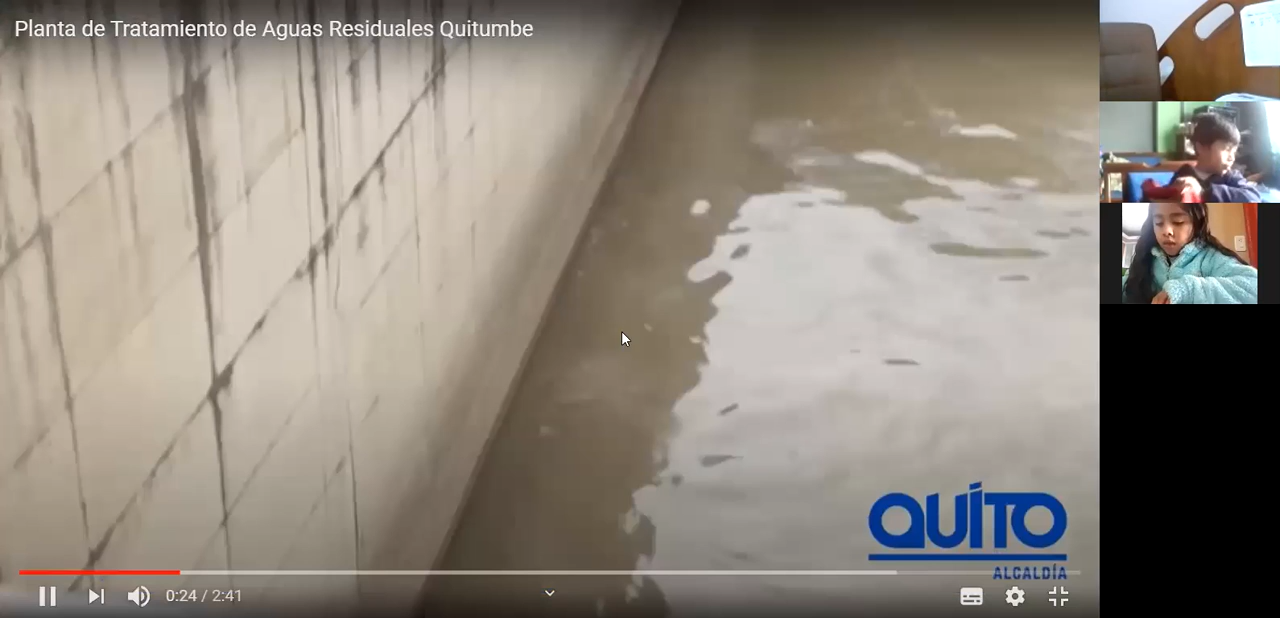 Planta de Tratamiento de Aguas Residuales Quitumbe
QUITO
ALCALDÍA
0:24 / 2:41